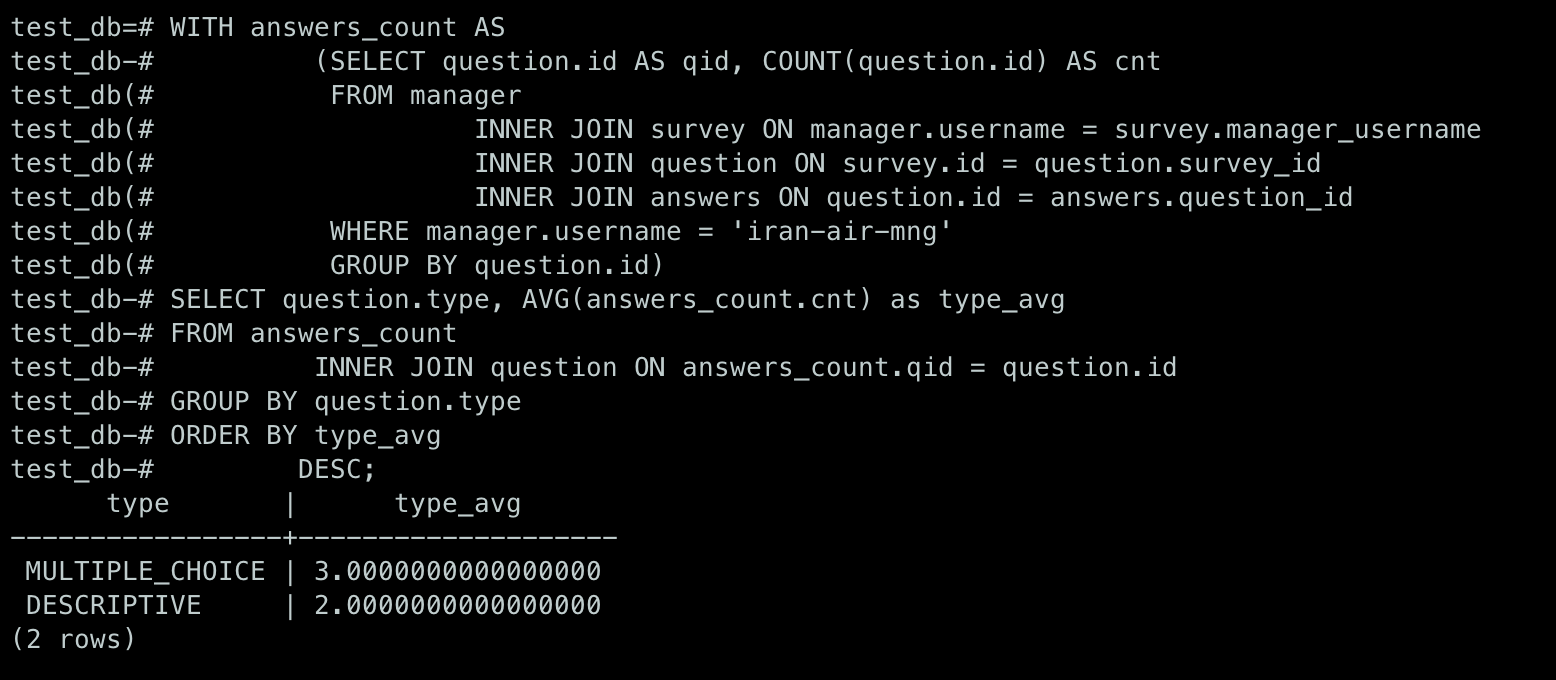 test_db=# WITH answers_count AS
test_db-#          (SELECT question.id AS qid, COUNT(question.id) AS cnt
test_db(#           FROM manager
test_db(#                    INNER JOIN survey ON manager.username = survey.manager_username
test_db(#                    INNER JOIN question ON survey.id = question.survey_id
test_db(#                    INNER JOIN answers ON question.id = answers.question_id
test_db(#           WHERE manager.username = 'iran-air-mng'
test_db(#           GROUP BY question.id)
test_db-# SELECT question.type, AVG(answers_count.cnt) as type_avg
test_db-# FROM answers_count
test_db-#          INNER JOIN question ON answers_count.qid = question.id
test_db-# GROUP BY question.type
test_db-# ORDER BY type_avg
test_db-#         DESC;
      type       |      type_avg
-----------------+--------------------
 MULTIPLE_CHOICE | 3.0000000000000000
 DESCRIPTIVE     | 2.0000000000000000
(2 rows)